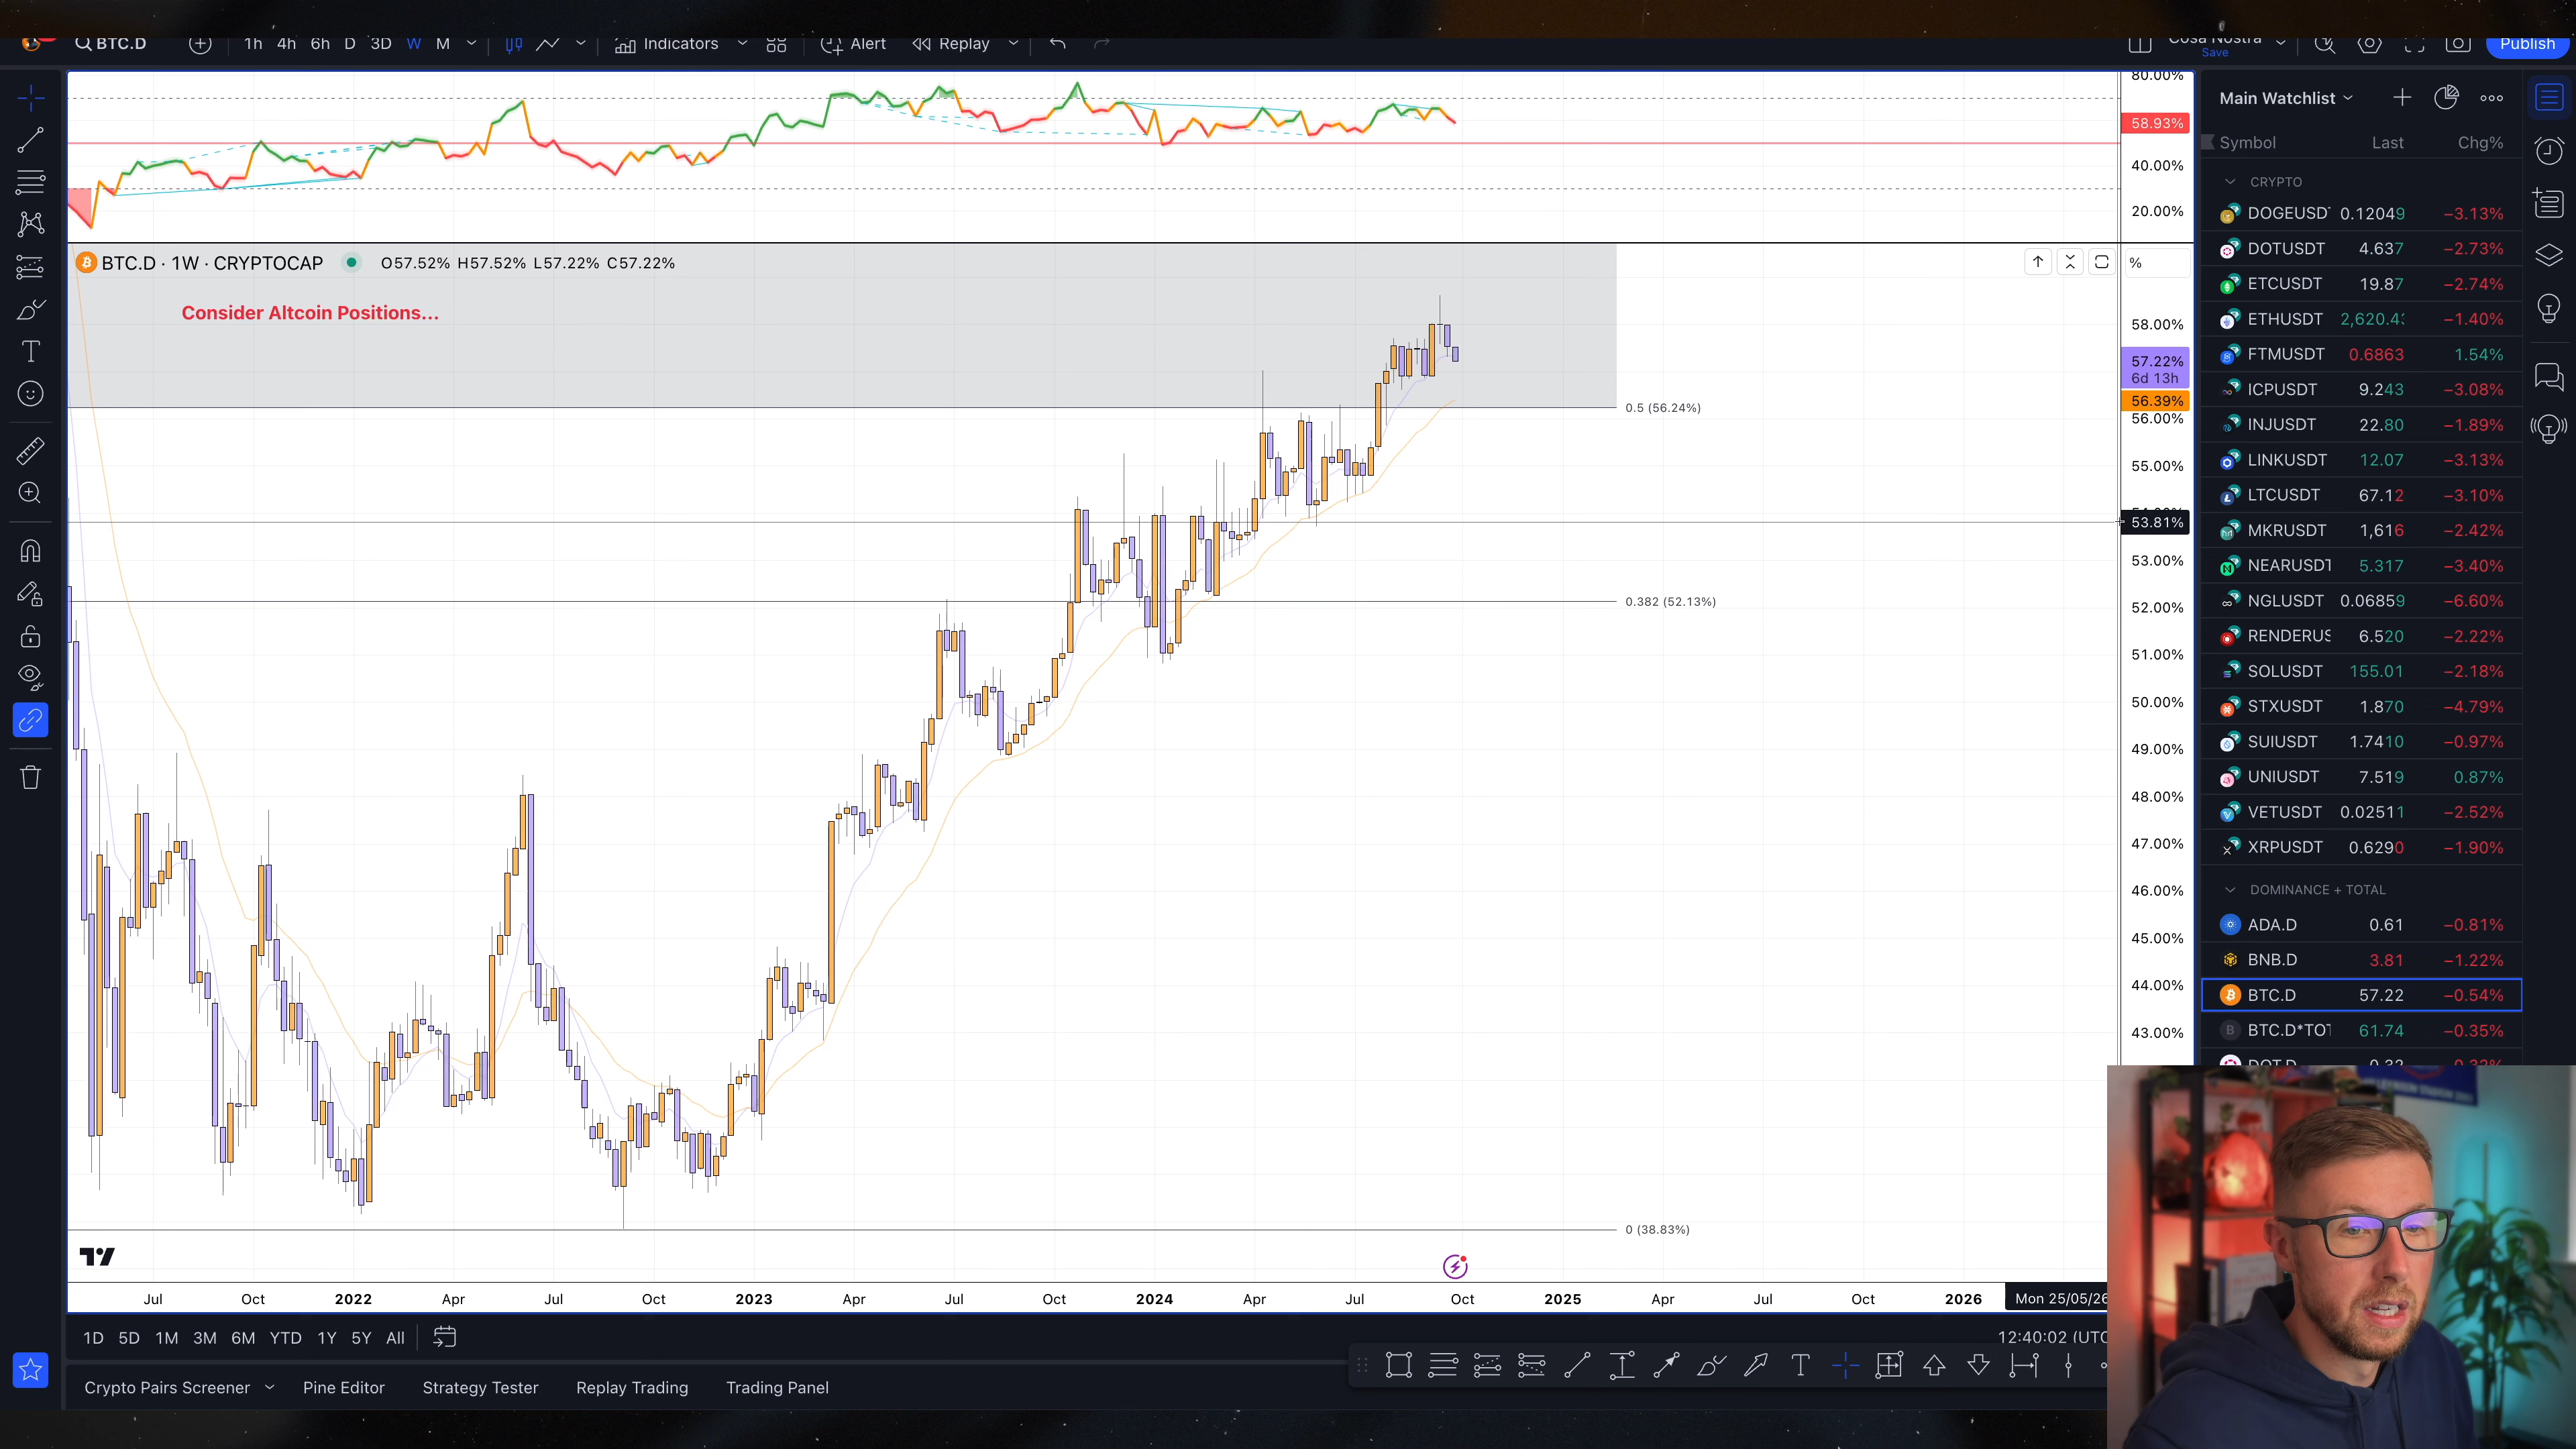 BTC.D
1h 4h 6h D 3D W M
Indicators
Alert
Replay
Cosa Nostra
Save
Publish
80.00%
58.93%
40.00%
20.00%
BTC.D · 1W · CRYPTOCAP O57.52% H57.52% L57.22% C57.22%
%
Consider Altcoin Positions...
58.00%
57.22%
6d 13h
56.39%
0.5 (56.24%)
56.00%
55.00%
53.81%
53.00%
0.382 (52.13%)
52.00%
51.00%
50.00%
49.00%
48.00%
47.00%
46.00%
45.00%
44.00%
43.00%
0 (38.83%)
Jul Oct 2022 Apr Jul Oct 2023 Apr Jul Oct 2024 Apr Jul Oct 2025 Apr Jul Oct 2026 Mon 25/05/26
1D 5D 1M 3M 6M YTD 1Y 5Y All
12:40:02 (UTC
Crypto Pairs Screener Pine Editor Strategy Tester Replay Trading Trading Panel
Main Watchlist
Symbol Last Chg%
CRYPTO
DOGEUSDT 0.12049 −3.13%
DOTUSDT 4.637 −2.73%
ETCUSDT 19.87 −2.74%
ETHUSDT 2,620.4 −1.40%
FTMUSDT 0.6863 1.54%
ICPUSDT 9.243 −3.08%
INJUSDT 22.80 −1.89%
LINKUSDT 12.07 −3.13%
LTCUSDT 67.12 −3.10%
MKRUSDT 1,616 −2.42%
NEARUSDT 5.317 −3.40%
NGLUSDT 0.06859 −6.60%
RENDERUS 6.520 −2.22%
SOLUSDT 155.01 −2.18%
STXUSDT 1.870 −4.79%
SUIUSDT 1.7410 −0.97%
UNIUSDT 7.519 0.87%
VETUSDT 0.02511 −2.52%
XRPUSDT 0.6290 −1.90%
DOMINANCE + TOTAL
ADA.D 0.61 −0.81%
BNB.D 3.81 −1.22%
BTC.D 57.22 −0.54%
BTC.D*TOT 61.74 −0.35%